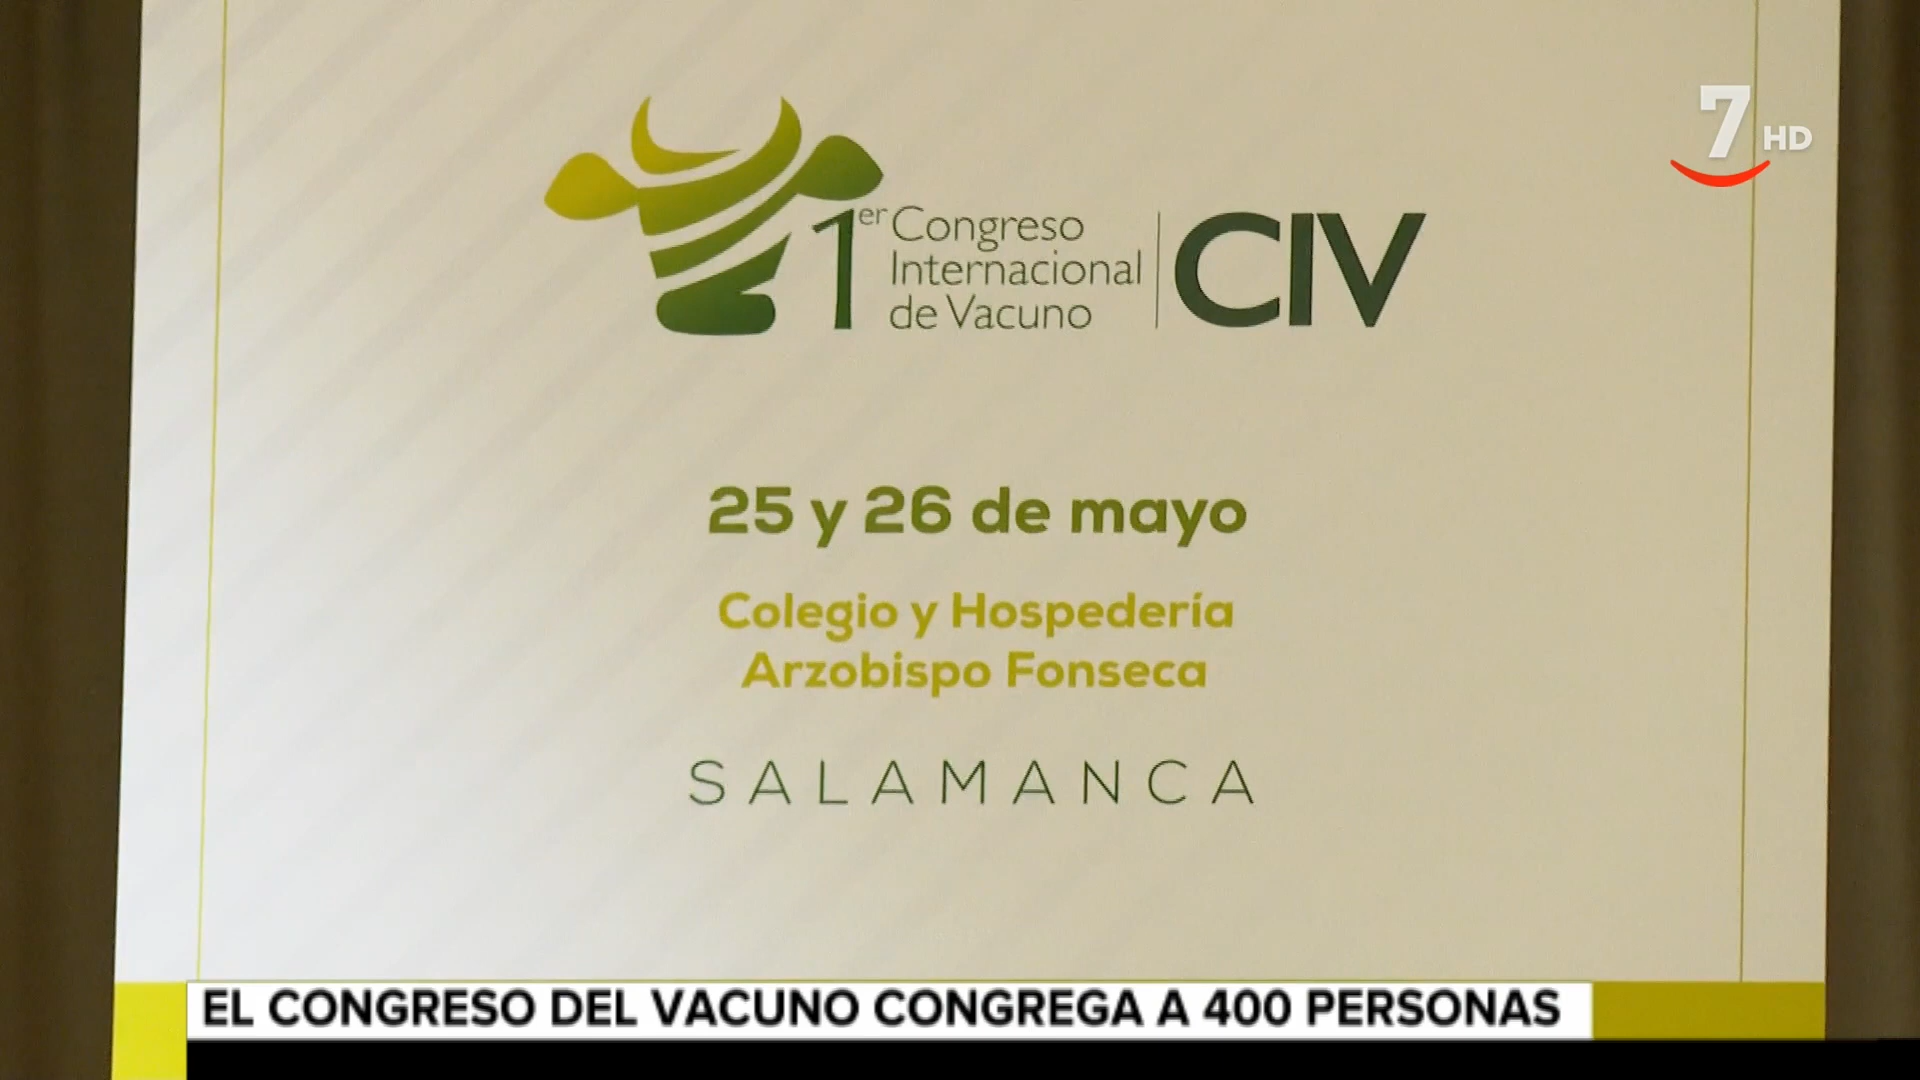 7 HD
1er Congreso
Internacional
de Vacuno
CIV
25 y 26 de mayo
Colegio y Hospedería
Arzobispo Fonseca
SALAMANCA
EL CONGRESO DEL VACUNO CONGREGA A 400 PERSONAS